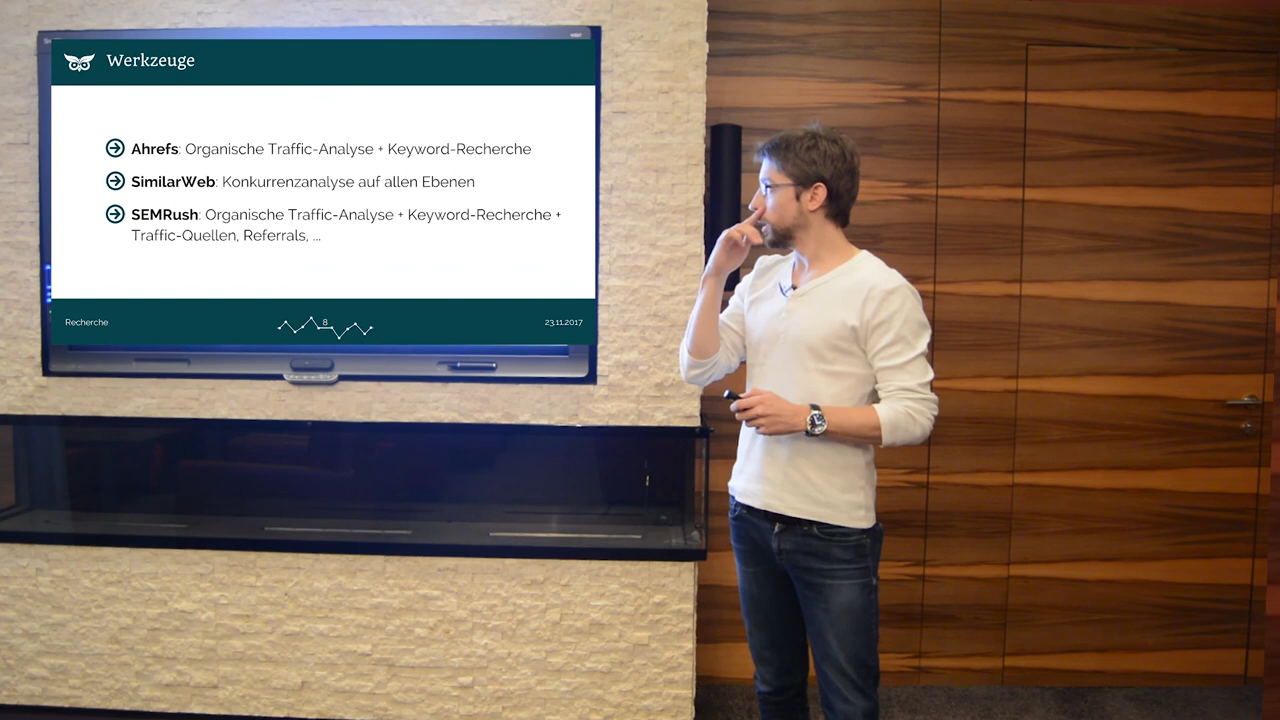 Werkzeuge
Ahrefs: Organische Traffic-Analyse + Keyword-Recherche
SimilarWeb: Konkurrenzanalyse auf allen Ebenen
SEMRush: Organische Traffic-Analyse + Keyword-Recherche +
Traffic-Quellen, Referrals, ...
Recherche
8
23.11.2017